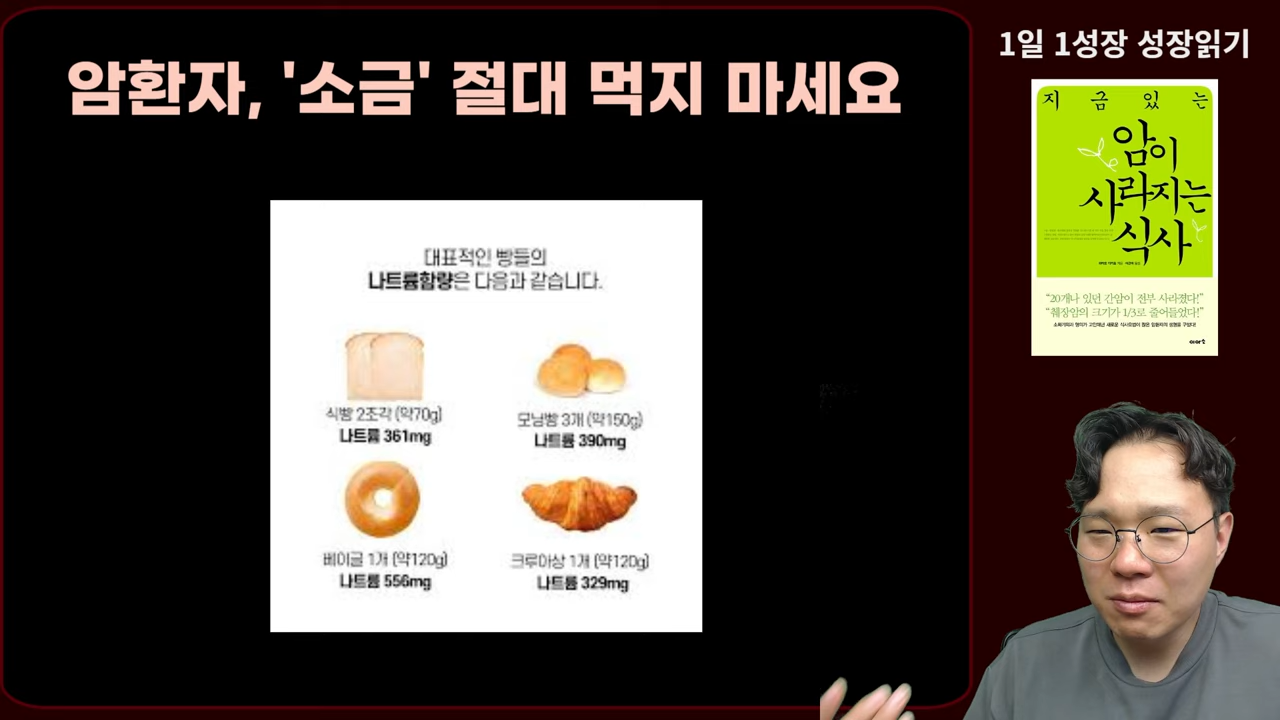 암환자, '소금' 절대 먹지 마세요
대표적인 빵들의
나트륨함량은 다음과 같습니다.
식빵 2조각 (약70g)
나트륨 361mg
모닝빵 3개 (약150g)
나트륨 390mg
베이글 1개 (약120g)
나트륨 556mg
크루아상 1개 (약120g)
나트륨 329mg
1일 1성장 성장읽기
지금있는
암이
사라지는
식사
“20개나 있던 간암이 전부 사라졌다!”
“췌장암의 크기가 1/3로 줄어들었다!”